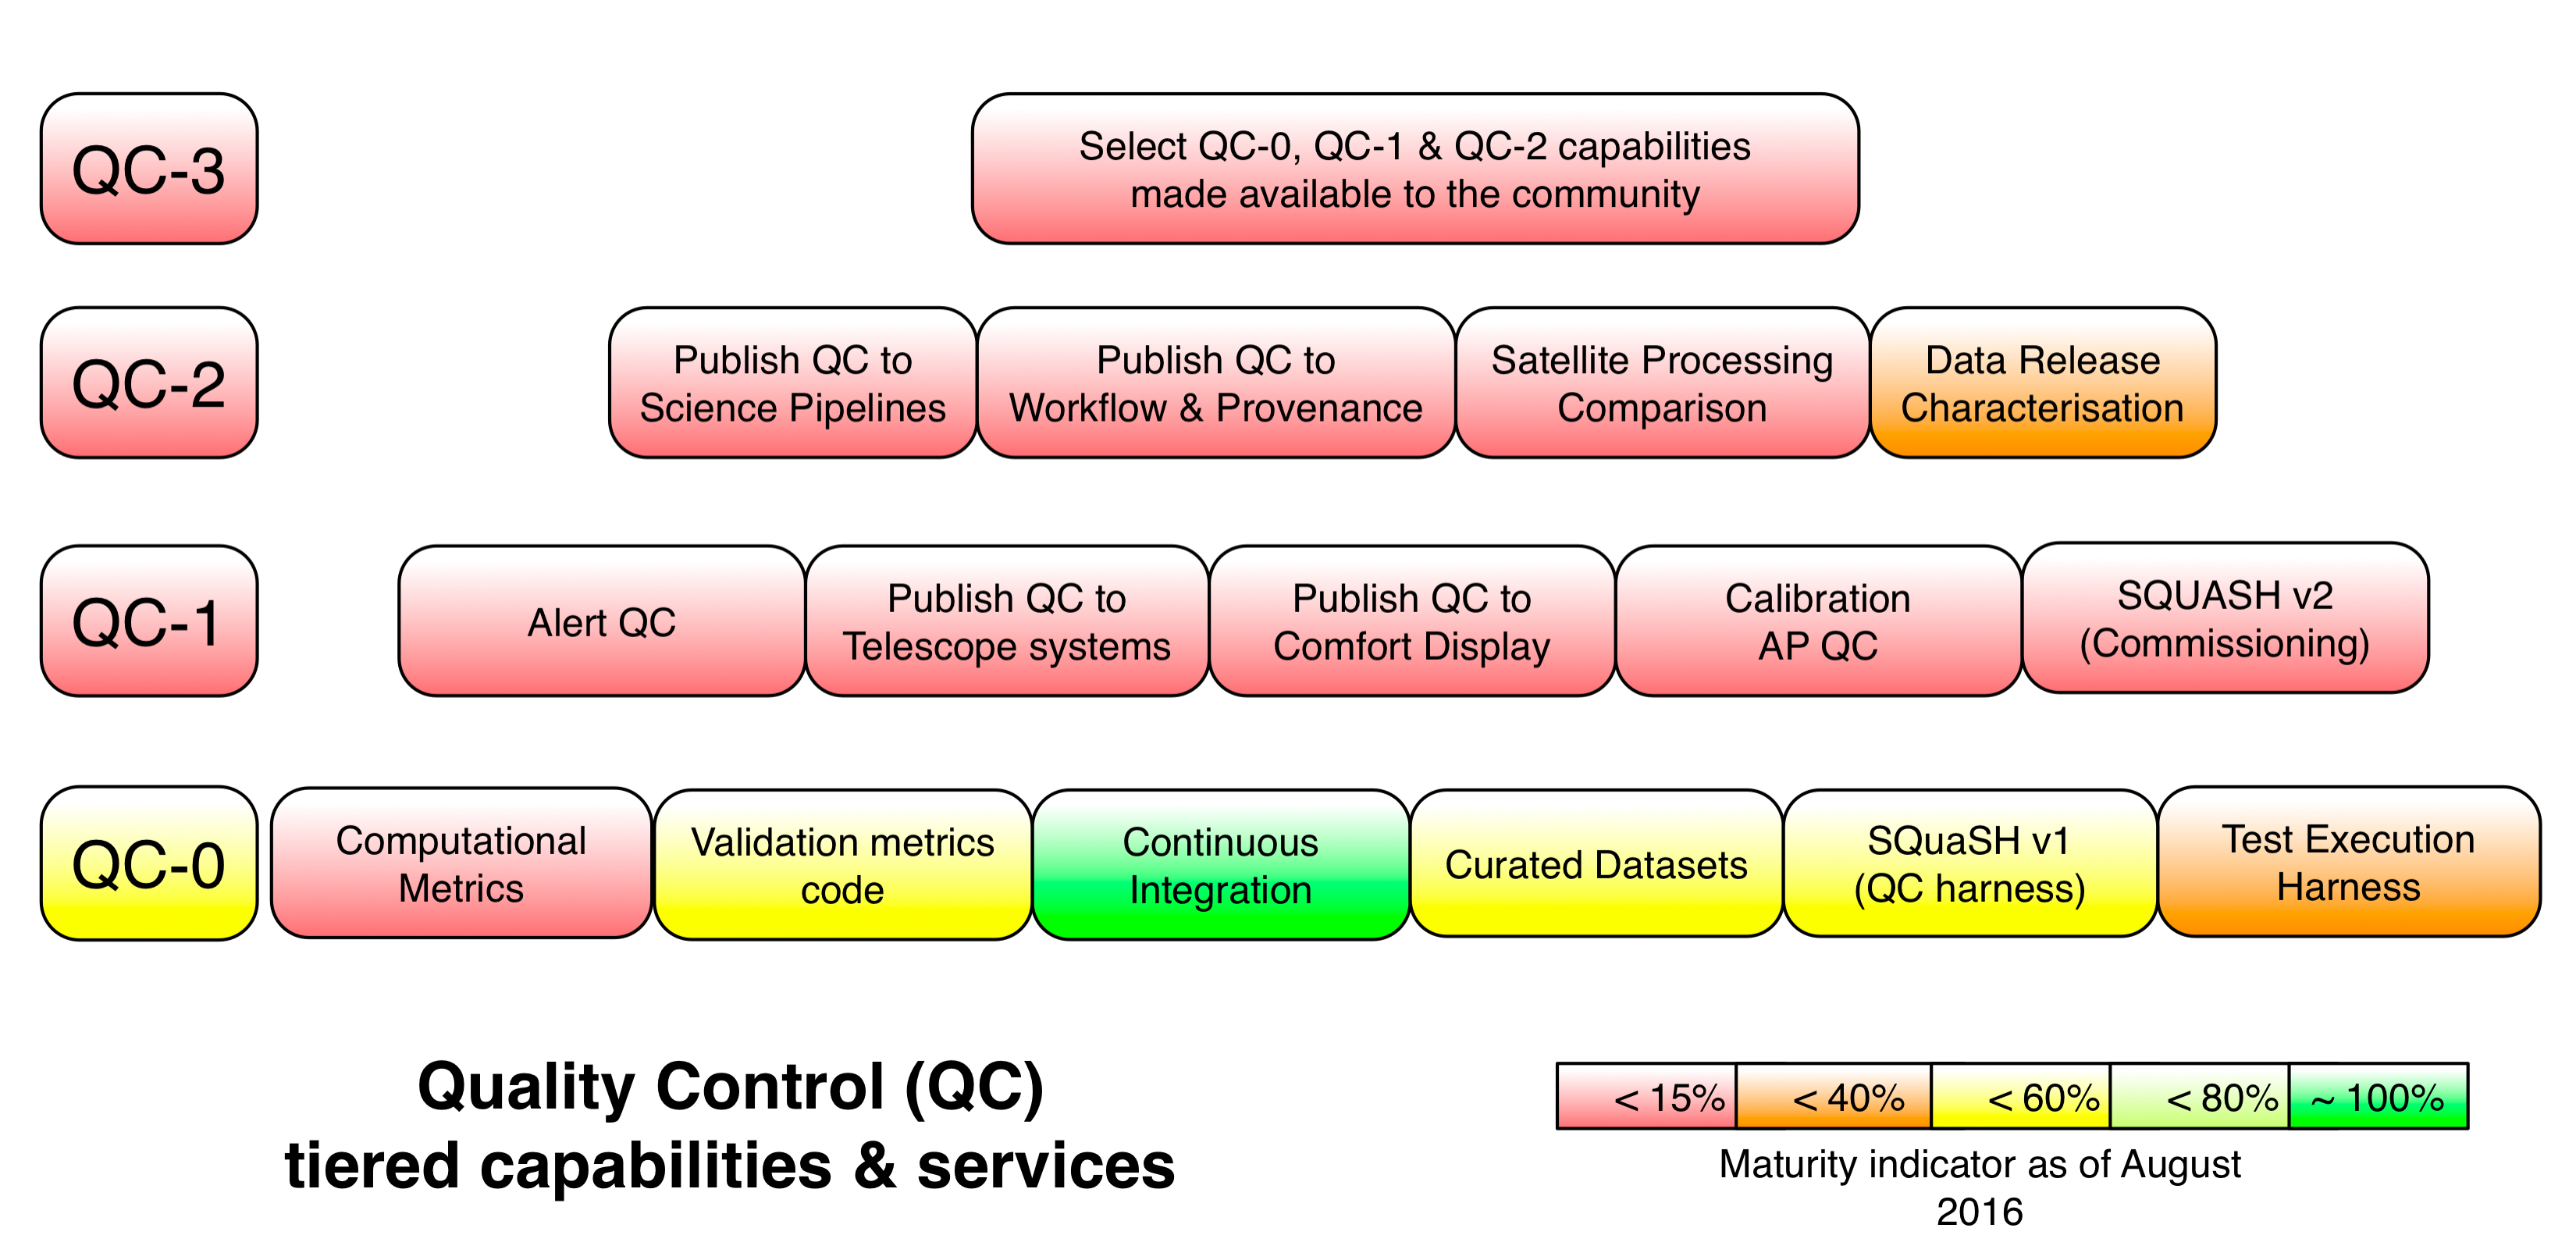 QC-3
Select QC-0, QC-1 & QC-2 capabilities
made available to the community
QC-2
Publish QC to
Science Pipelines
Publish QC to
Workflow & Provenance
Satellite Processing
Comparison
Data Release
Characterisation
QC-1
Alert QC
Publish QC to
Telescope systems
Publish QC to
Comfort Display
Calibration
AP QC
SQUASH v2
(Commissioning)
QC-0
Computational
Metrics
Validation metrics
code
Continuous
Integration
Curated Datasets
SQuaSH v1
(QC harness)
Test Execution
Harness
Quality Control (QC)
tiered capabilities & services
< 15%
< 40%
< 60%
< 80%
~ 100%
Maturity indicator as of August
2016